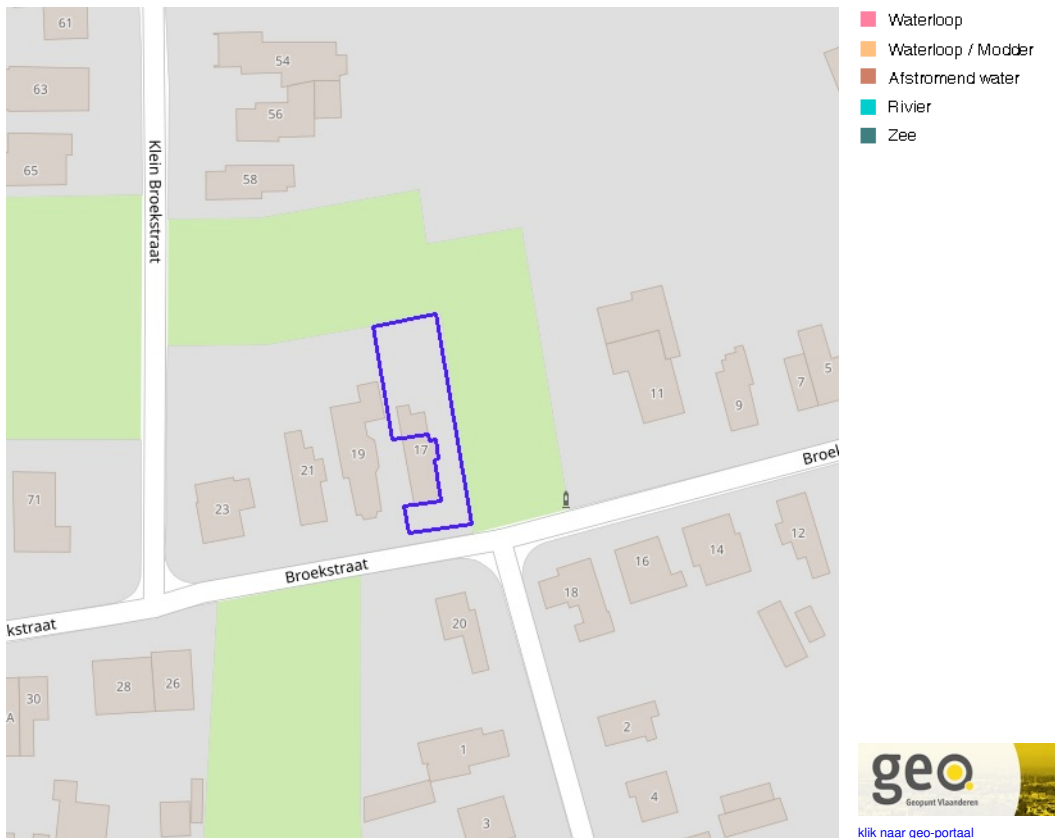 61
54
63
56
65
58
Klein Broekstraat
11
9
7
5
17
19
21
71
23
12
14
16
18
Broek
Broekstraat
kstraat
20
28
26
30
A
2
1
4
3
Waterloop
Waterloop / Modder
Afstromend water
Rivier
Zee
geo.
Geopunt Vlaanderen
klik naar geo-portaal